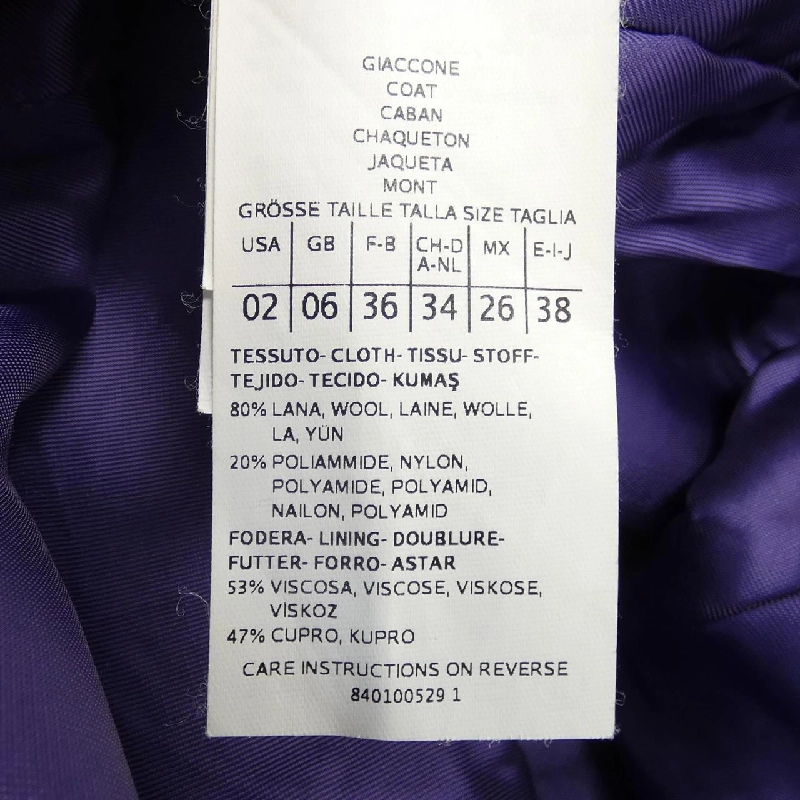 GIACCONE
COAT
CABAN
CHAQUETON
JAQUETA
MONT
GRÖSSE TAILLE TALLA SIZE TAGLIA
USA GB F-B CH-D A-NL MX E-I-J
02 06 36 34 26 38
TESSUTO- CLOTH- TISSU- STOFF-
TEJIDO- TECIDO- KUMAŞ
80% LANA, WOOL, LAINE, WOLLE,
LA, YÜN
20% POLIAMMIDE, NYLON,
POLYAMIDE, POLYAMID,
NAILON, POLYAMID
FODERA- LINING- DOUBLURE-
FUTTER- FORRO- ASTAR
53% VISCOSA, VISCOSE, VISKOSE,
VİSKOZ
47% CUPRO, KUPRO
CARE INSTRUCTIONS ON REVERSE
840100529 1